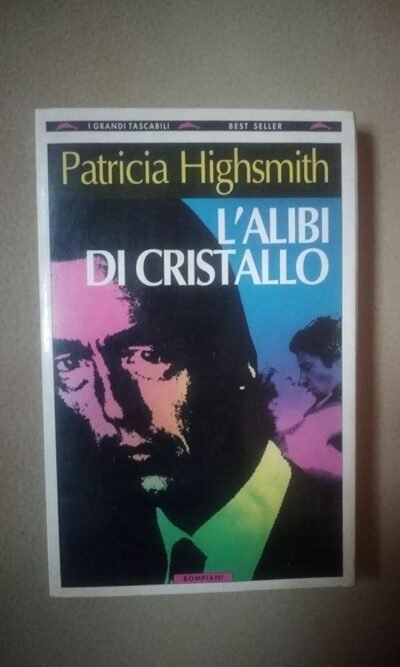 I GRANDI TASCABILI BEST SELLER
Patricia Highsmith
L'ALIBI
DI CRISTALLO
BOMPIANI